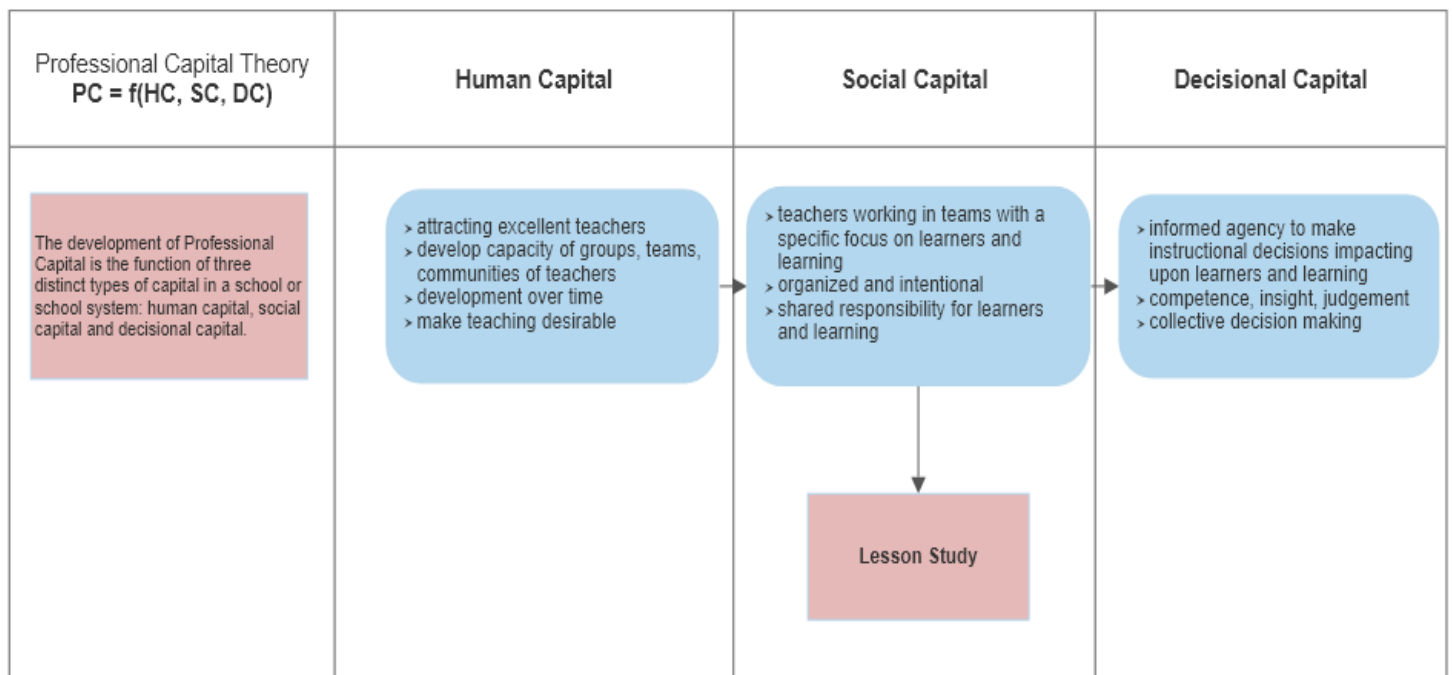 Professional Capital Theory
PC = f(HC, SC, DC)
Human Capital
Social Capital
Decisional Capital
The development of Professional
Capital is the function of three
distinct types of capital in a school or
school system: human capital, social
capital and decisional capital.
➢ attracting excellent teachers
➢ develop capacity of groups, teams,
communities of teachers
➢ development over time
➢ make teaching desirable
➢ teachers working in teams with a
specific focus on learners and
learning
➢ organized and intentional
➢ shared responsibility for learners
and learning
➢ informed agency to make
instructional decisions impacting
upon learners and learning
➢ competence, insight, judgement
➢ collective decision making
Lesson Study